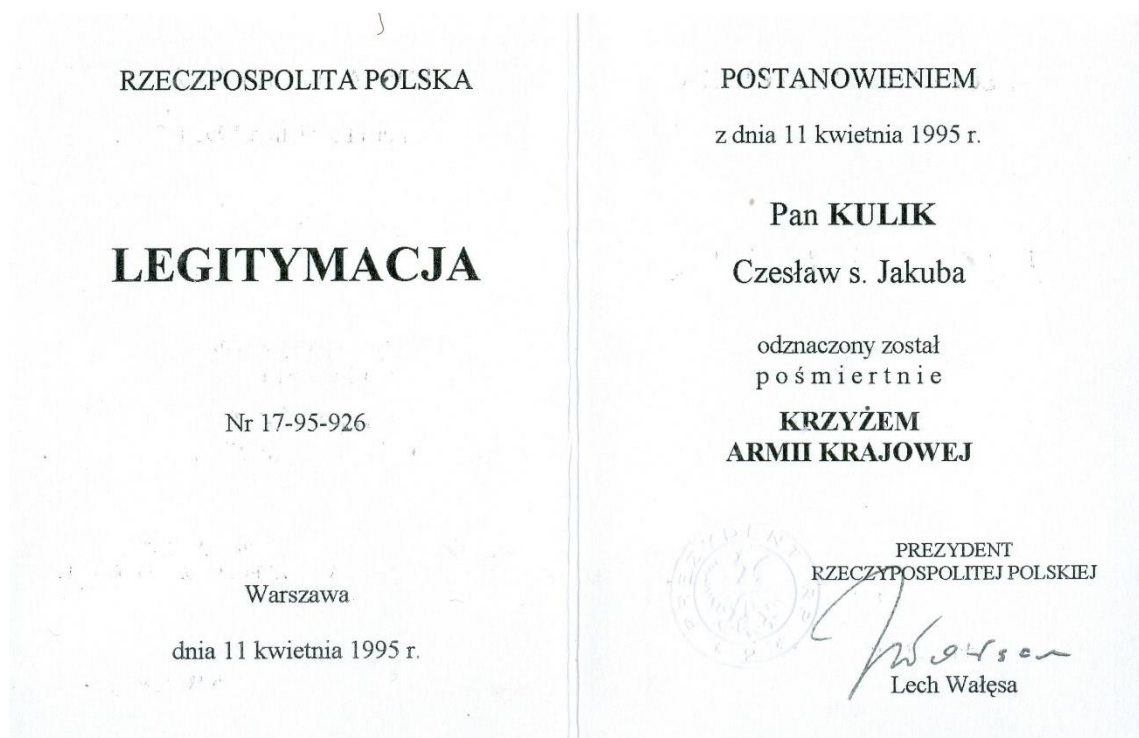 RZECZPOSPOLITA POLSKA
LEGITYMACJA
Nr 17-95-926
Warszawa
dnia 11 kwietnia 1995 r.
POSTANOWIENIEM
z dnia 11 kwietnia 1995 r.
Pan KULIK
Czesław s. Jakuba
odznaczony został
pośmiertnie
KRZYŻEM
ARMII KRAJOWEJ
PREZYDENT
RZECZYPOSPOLITEJ POLSKIEJ
Lech Wałęsa